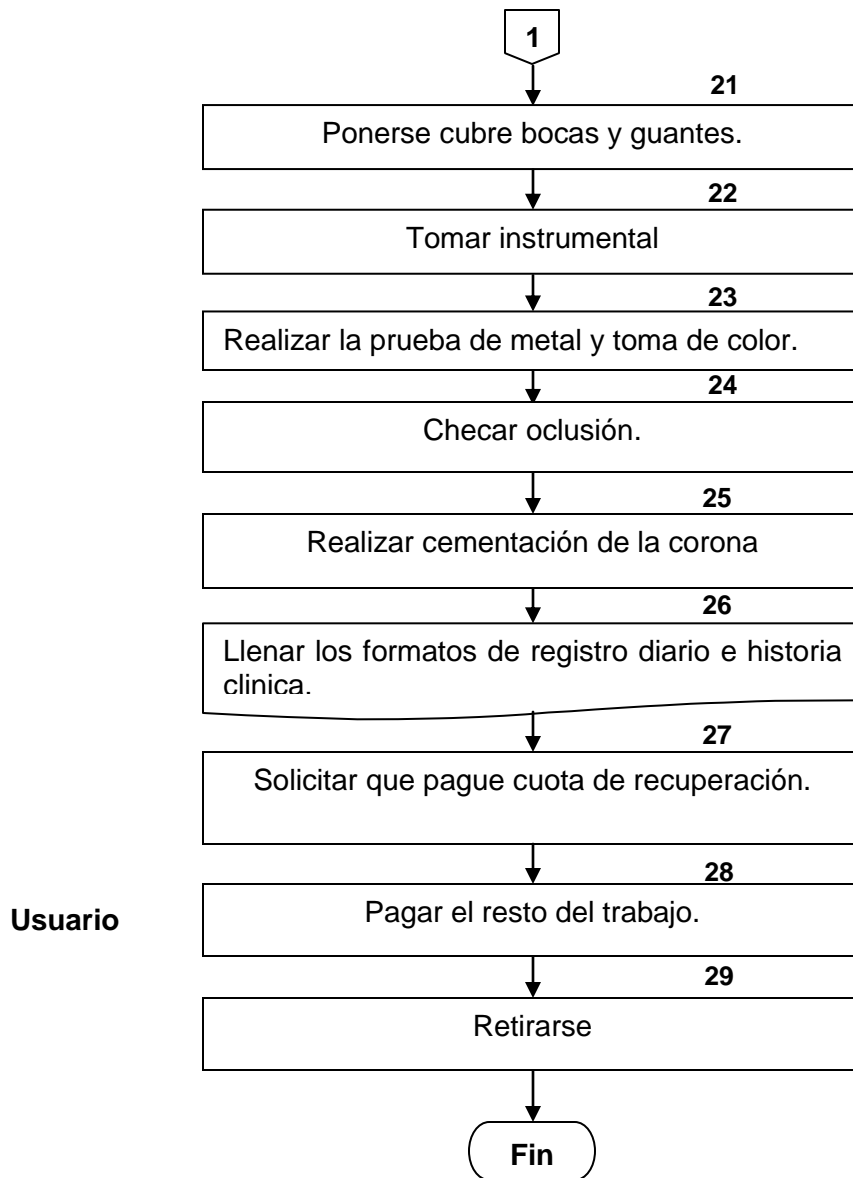 1
21
Ponerse cubre bocas y guantes.
22
Tomar instrumental
23
Realizar la prueba de metal y toma de color.
24
Checar oclusión.
25
Realizar cementación de la corona
26
Llenar los formatos de registro diario e historia
clinica.
27
Solicitar que pague cuota de recuperación.
28
Usuario
Pagar el resto del trabajo.
29
Retirarse
Fin